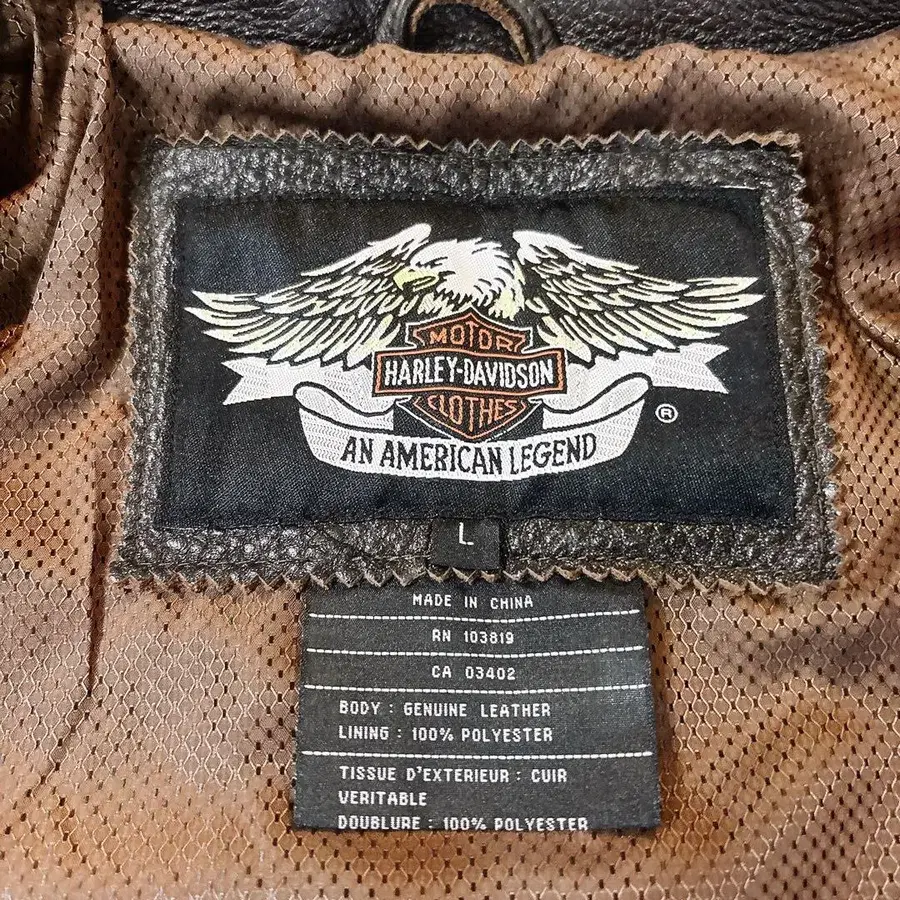 MOTOR
HARLEY-DAVIDSON
CLOTHES
®
AN AMERICAN LEGEND
L
MADE IN CHINA
RN 103819
CA 03402
BODY : GENUINE LEATHER
LINING : 100% POLYESTER
TISSUE D'EXTERIEUR : CUIR
VERITABLE
DOUBLURE : 100% POLYESTER